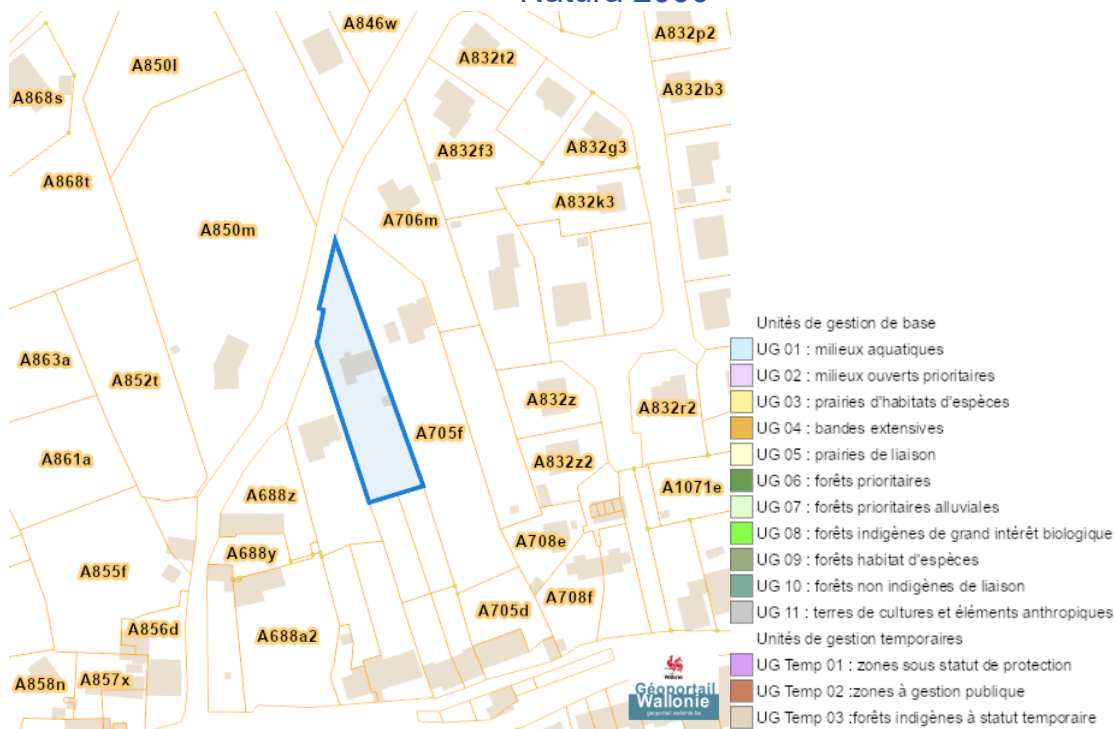 Natura 2000
A846w
A832p2
A850l
A832t2
A868s
A832b3
A832f3
A832g3
A868t
A832k3
A706m
A850m
A863a
A852t
A832z
A832r2
A705f
A861a
A832z2
A688z
A1071e
A708e
A688y
A855f
A708f
A705d
A856d
A688a2
A858n
A857x
Wallonie
Géoportail
Wallonie
geoportail.wallonie.be
Unités de gestion de base
UG 01 : milieux aquatiques
UG 02 : milieux ouverts prioritaires
UG 03 : prairies d'habitats d'espèces
UG 04 : bandes extensives
UG 05 : prairies de liaison
UG 06 : forêts prioritaires
UG 07 : forêts prioritaires alluviales
UG 08 : forêts indigènes de grand intérêt biologique
UG 09 : forêts habitat d'espèces
UG 10 : forêts non indigènes de liaison
UG 11 : terres de cultures et éléments anthropiques
Unités de gestion temporaires
UG Temp 01 : zones sous statut de protection
UG Temp 02 :zones à gestion publique
UG Temp 03 :forêts indigènes à statut temporaire